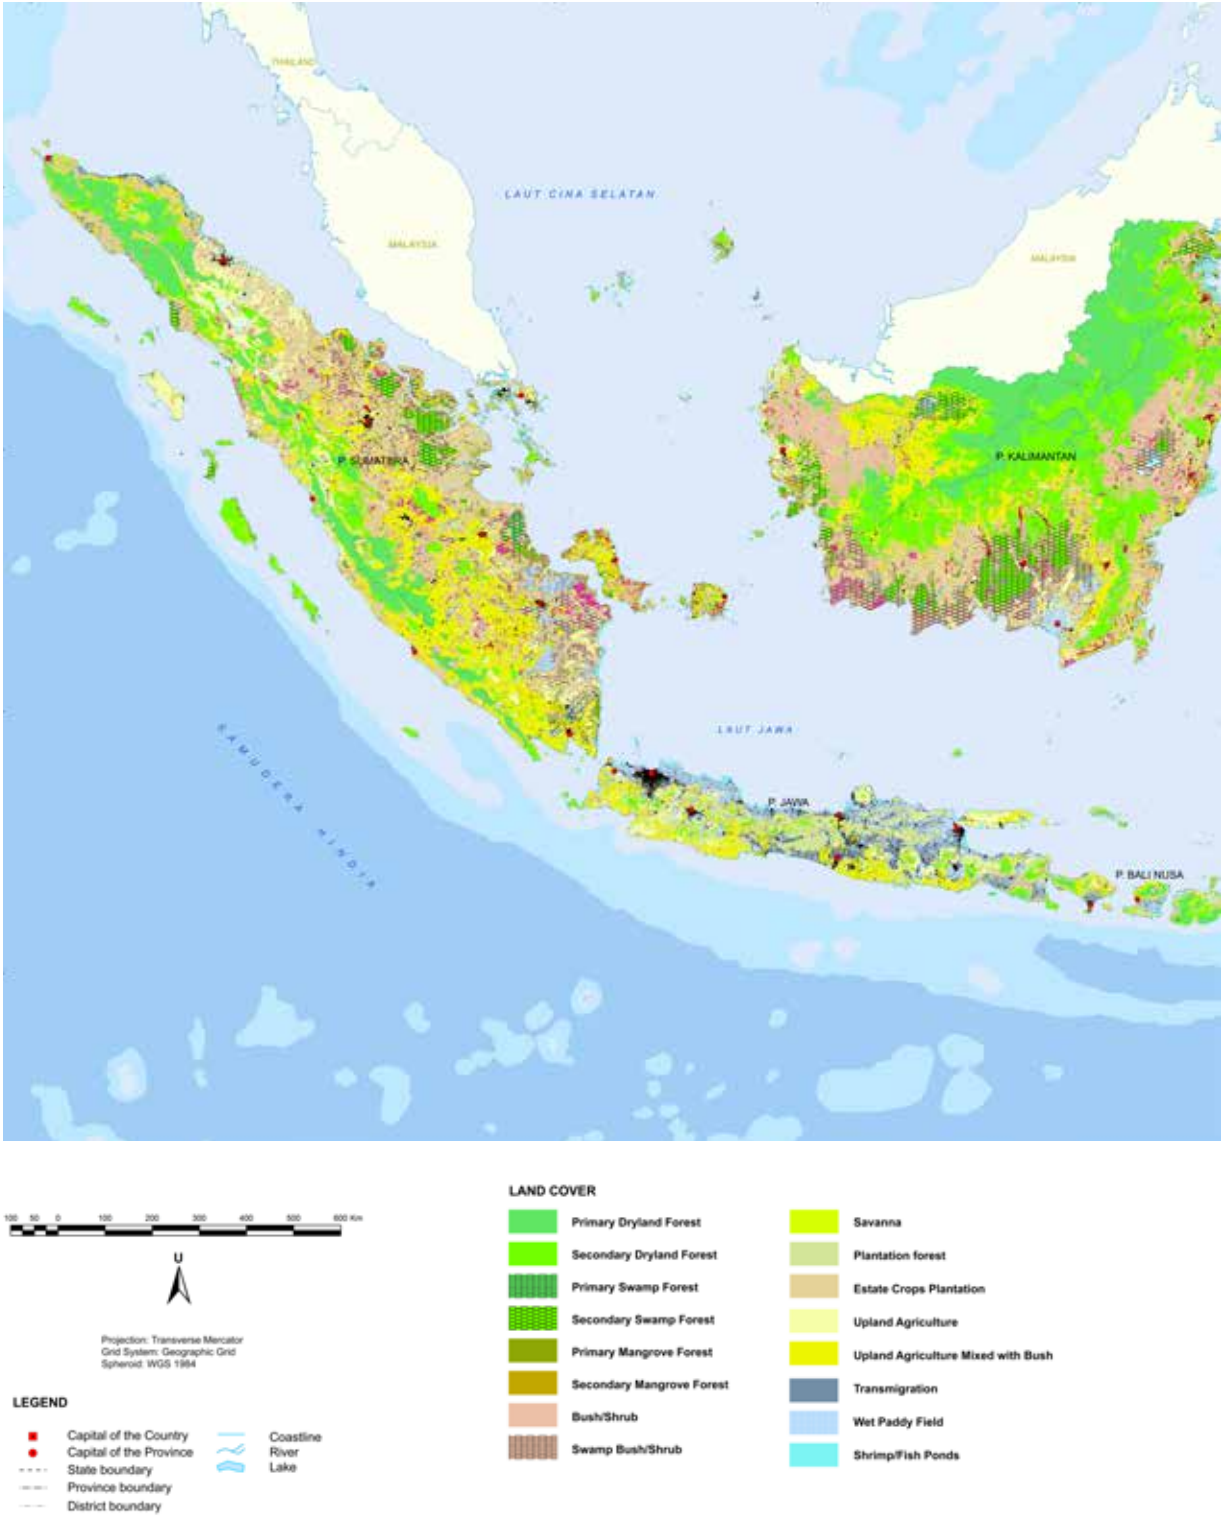 THAILAND
LAUT CINA SELATAN
MALAYSIA
MALAYSIA
P. KALIMANTAN
P. SUMATERA
LAUT JAWA
P. JAWA
SAMUDERA HINDIA
P. BALI NUSA
LAND COVER
Primary Dryland Forest
Secondary Dryland Forest
Primary Swamp Forest
Secondary Swamp Forest
Primary Mangrove Forest
Secondary Mangrove Forest
Bush/Shrub
Swamp Bush/Shrub
Savanna
Plantation forest
Estate Crops Plantation
Upland Agriculture
Upland Agriculture Mixed with Bush
Transmigration
Wet Paddy Field
Shrimp/Fish Ponds
100 50 0 100 200 300 400 500 600 Km
U
Projection: Transverse Mercator
Grid System: Geographic Grid
Spheroid: WGS 1984
LEGEND
Capital of the Country
Capital of the Province
State boundary
Province boundary
District boundary
Coastline
River
Lake